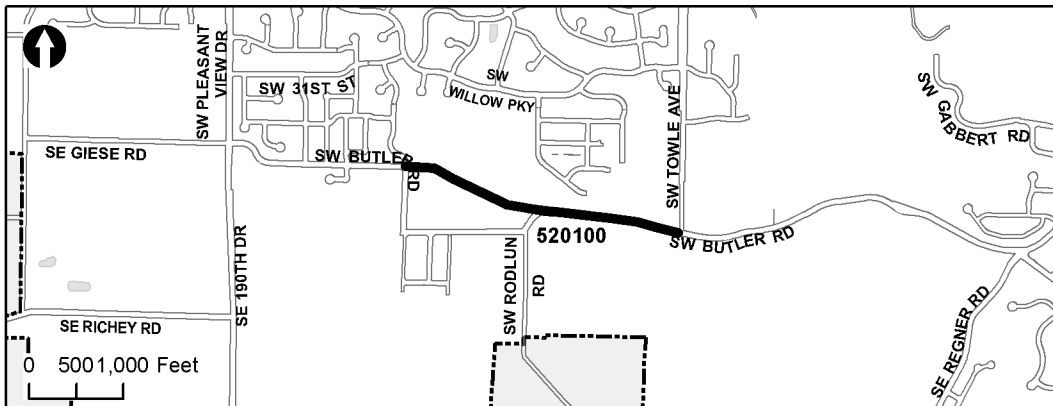 SW PLEASANT
VIEW DR
SW 31ST ST
SW
WILLOW PKY
SW TOWLE AVE
SW GABBERT RD
SE GIESE RD
SW BUTLER RD
520100
SW BUTLER RD
SE 190TH DR
SW RODLUN
RD
SE RICHEY RD
SE REGNER RD
0 500 1,000 Feet